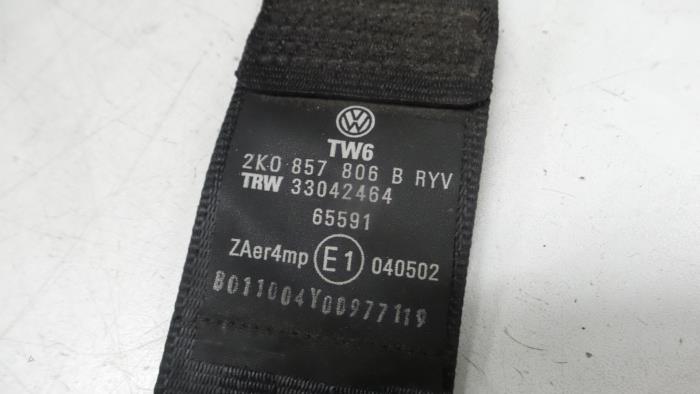 TW6
2K0 857 806 B RYV
TRW 33042464
65591
ZAer4mp E1 040502
B011004Y00977119